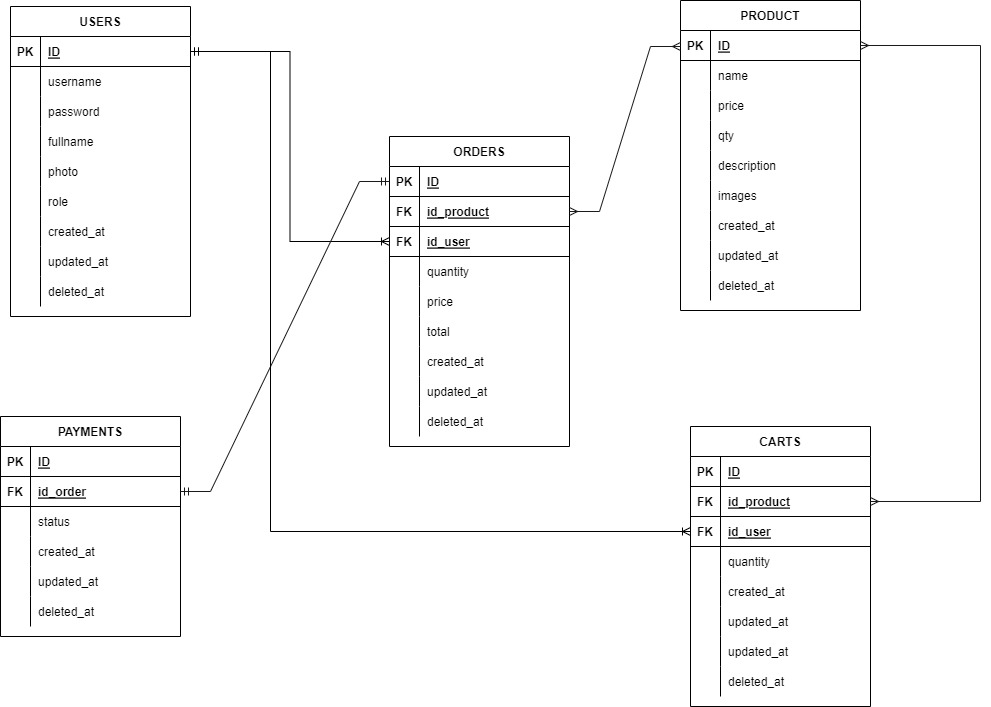 USERS
PK ID
username
password
fullname
photo
role
created_at
updated_at
deleted_at
PRODUCT
PK ID
name
price
qty
description
images
created_at
updated_at
deleted_at
ORDERS
PK ID
FK id_product
FK id_user
quantity
price
total
created_at
updated_at
deleted_at
PAYMENTS
PK ID
FK id_order
status
created_at
updated_at
deleted_at
CARTS
PK ID
FK id_product
FK id_user
quantity
created_at
updated_at
updated_at
deleted_at